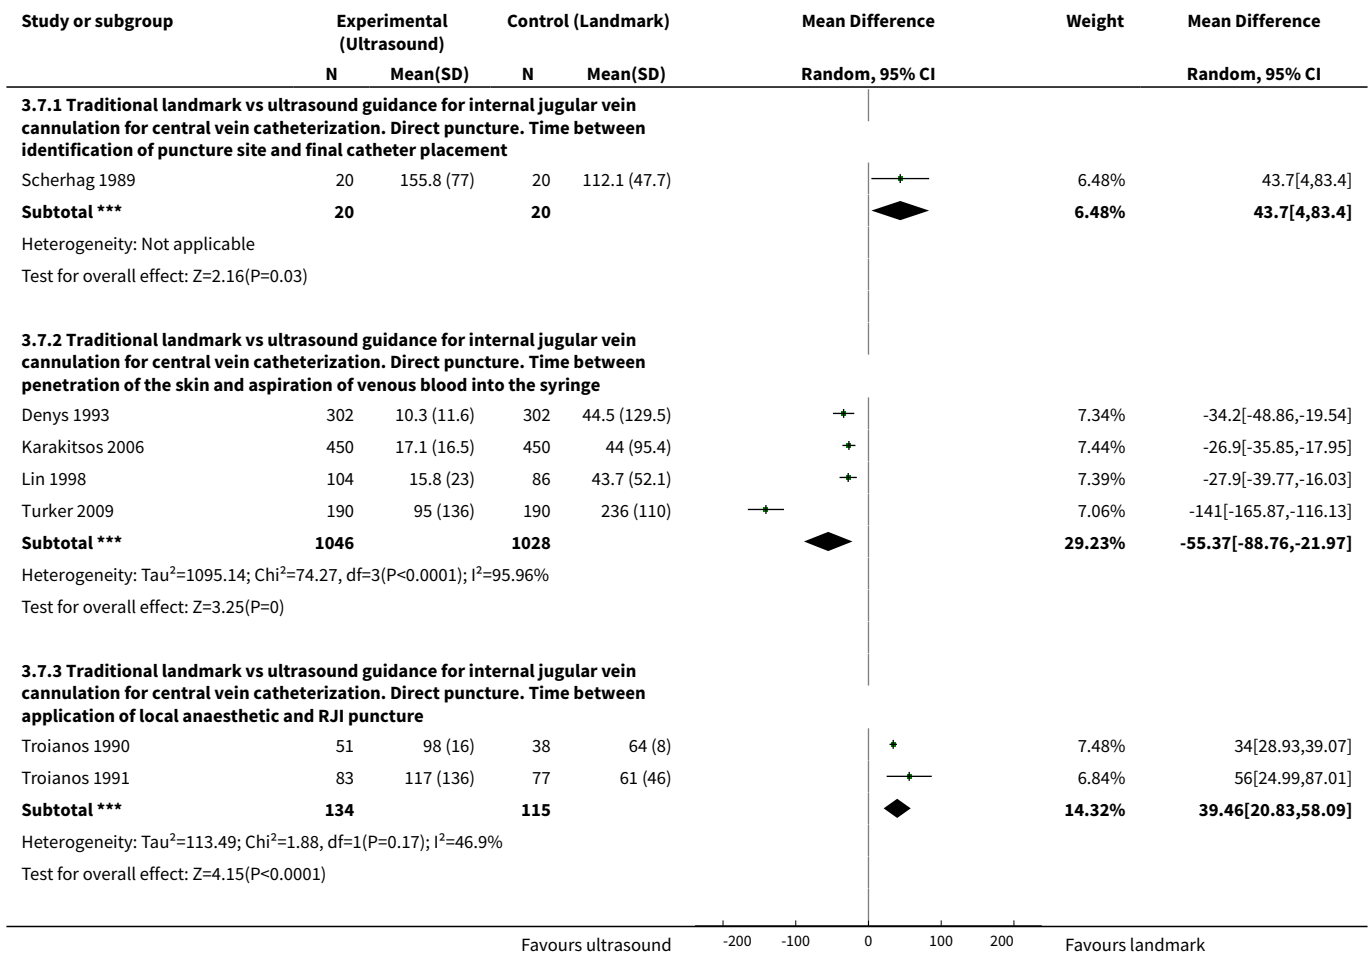 Study or subgroup Experimental (Ultrasound) Control (Landmark) Mean Difference Weight Mean Difference
N Mean(SD) N Mean(SD) Random, 95% CI Random, 95% CI
3.7.1 Traditional landmark vs ultrasound guidance for internal jugular vein
cannulation for central vein catheterization. Direct puncture. Time between
identification of puncture site and final catheter placement
Scherhag 1989 20 155.8 (77) 20 112.1 (47.7) 6.48% 43.7[4,83.4]
Subtotal *** 20 20 6.48% 43.7[4,83.4]
Heterogeneity: Not applicable
Test for overall effect: Z=2.16(P=0.03)
3.7.2 Traditional landmark vs ultrasound guidance for internal jugular vein
cannulation for central vein catheterization. Direct puncture. Time between
penetration of the skin and aspiration of venous blood into the syringe
Denys 1993 302 10.3 (11.6) 302 44.5 (129.5) 7.34% -34.2[-48.86,-19.54]
Karakitsos 2006 450 17.1 (16.5) 450 44 (95.4) 7.44% -26.9[-35.85,-17.95]
Lin 1998 104 15.8 (23) 86 43.7 (52.1) 7.39% -27.9[-39.77,-16.03]
Turker 2009 190 95 (136) 190 236 (110) 7.06% -141[-165.87,-116.13]
Subtotal *** 1046 1028 29.23% -55.37[-88.76,-21.97]
Heterogeneity: Tau²=1095.14; Chi²=74.27, df=3(P<0.0001); I²=95.96%
Test for overall effect: Z=3.25(P=0)
3.7.3 Traditional landmark vs ultrasound guidance for internal jugular vein
cannulation for central vein catheterization. Direct puncture. Time between
application of local anaesthetic and RJI puncture
Troianos 1990 51 98 (16) 38 64 (8) 7.48% 34[28.93,39.07]
Troianos 1991 83 117 (136) 77 61 (46) 6.84% 56[24.99,87.01]
Subtotal *** 134 115 14.32% 39.46[20.83,58.09]
Heterogeneity: Tau²=113.49; Chi²=1.88, df=1(P=0.17); I²=46.9%
Test for overall effect: Z=4.15(P<0.0001)
Favours ultrasound -200 -100 0 100 200 Favours landmark